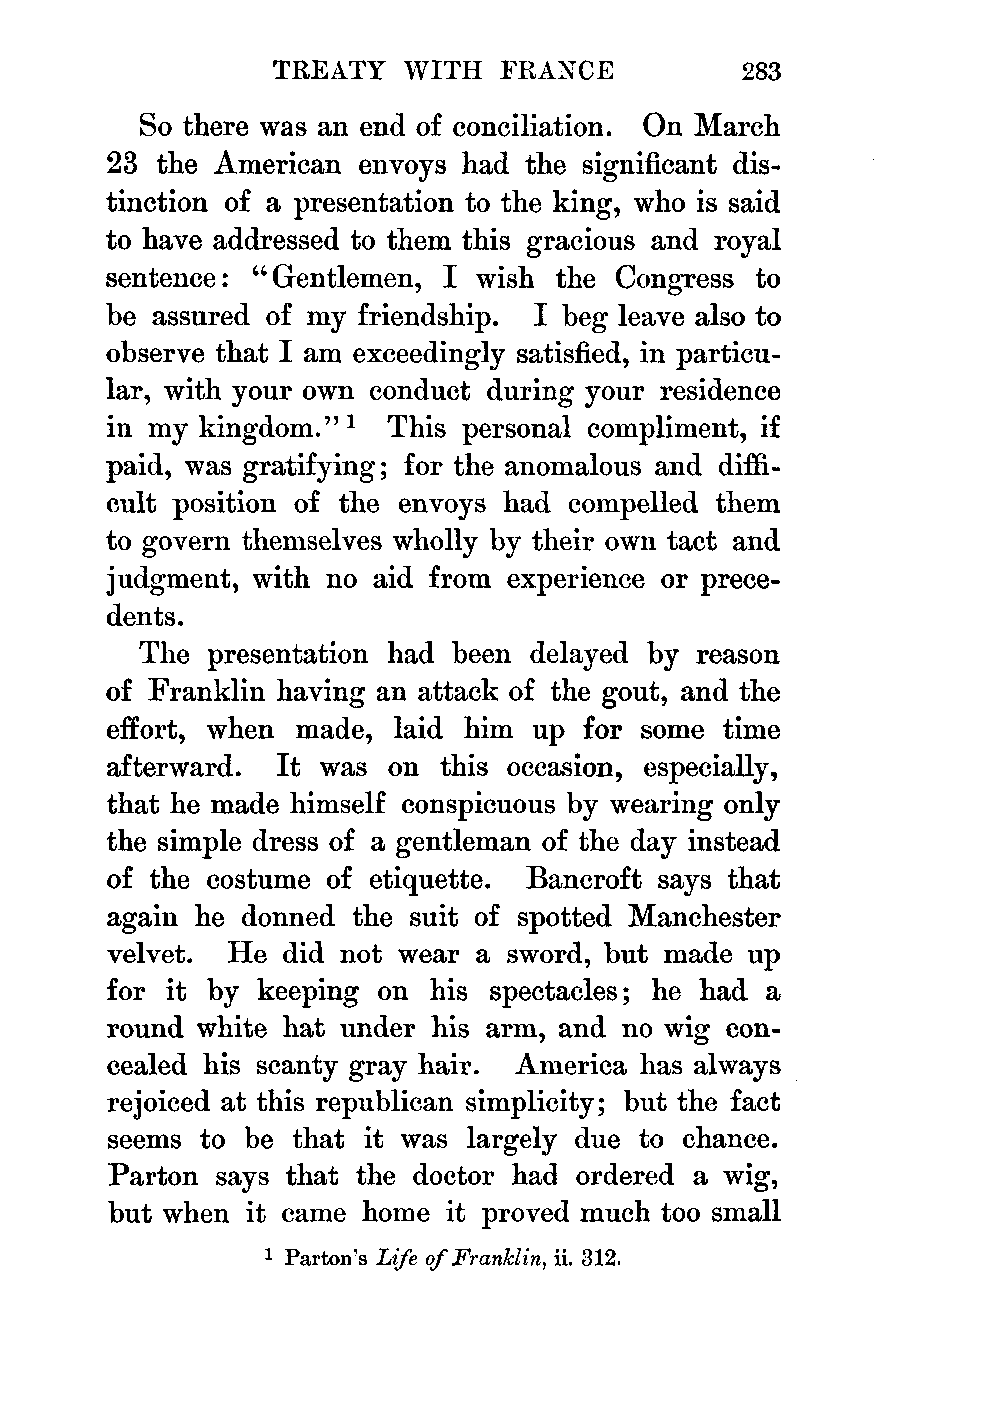 TREATY WITH FRANCE 283
So there was an end of conciliation. On March
23 the American envoys had the significant dis-
tinction of a presentation to the king, who is said
to have addressed to them this gracious and royal
sentence: “Gentlemen, I wish the Congress to
be assured of my friendship. I beg leave also to
observe that I am exceedingly satisfied, in particu-
lar, with your own conduct during your residence
in my kingdom.” ¹ This personal compliment, if
paid, was gratifying; for the anomalous and diffi-
cult position of the envoys had compelled them
to govern themselves wholly by their own tact and
judgment, with no aid from experience or prece-
dents.
The presentation had been delayed by reason
of Franklin having an attack of the gout, and the
effort, when made, laid him up for some time
afterward. It was on this occasion, especially,
that he made himself conspicuous by wearing only
the simple dress of a gentleman of the day instead
of the costume of etiquette. Bancroft says that
again he donned the suit of spotted Manchester
velvet. He did not wear a sword, but made up
for it by keeping on his spectacles; he had a
round white hat under his arm, and no wig con-
cealed his scanty gray hair. America has always
rejoiced at this republican simplicity; but the fact
seems to be that it was largely due to chance.
Parton says that the doctor had ordered a wig,
but when it came home it proved much too small
¹ Parton's Life of Franklin, ii. 312.